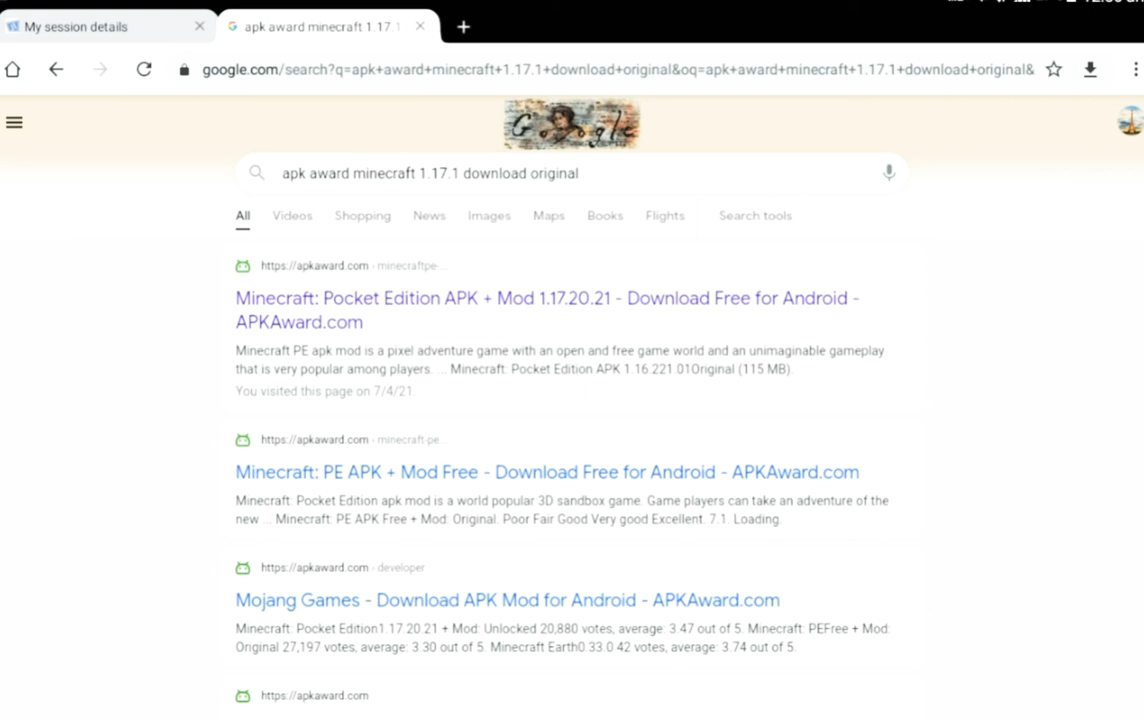 My session details
apk award minecraft 1.17.1
google.com/search?q=apk+award+minecraft+1.17.1+download+original&oq=apk+award+minecraft+1.17.1+download+original&
Google
apk award minecraft 1.17.1 download original
All Videos Shopping News Images Maps Books Flights Search tools
https://apkaward.com › minecraftpe-...
Minecraft: Pocket Edition APK + Mod 1.17.20.21 - Download Free for Android -
APKAward.com
Minecraft PE apk mod is a pixel adventure game with an open and free game world and an unimaginable gameplay
that is very popular among players. ... Minecraft: Pocket Edition APK 1.16.221.01Original (115 MB).
You visited this page on 7/4/21.
https://apkaward.com › minecraft-pe...
Minecraft: PE APK + Mod Free - Download Free for Android - APKAward.com
Minecraft: Pocket Edition apk mod is a world popular 3D sandbox game. Game players can take an adventure of the
new ... Minecraft: PE APK Free + Mod: Original. Poor Fair Good Very good Excellent. 7.1. Loading.
https://apkaward.com › developer
Mojang Games - Download APK Mod for Android - APKAward.com
Minecraft: Pocket Edition1.17.20.21 + Mod: Unlocked 20,880 votes, average: 3.47 out of 5. Minecraft: PEFree + Mod:
Original 27,197 votes, average: 3.30 out of 5. Minecraft Earth0.33.0 42 votes, average: 3.74 out of 5.
https://apkaward.com